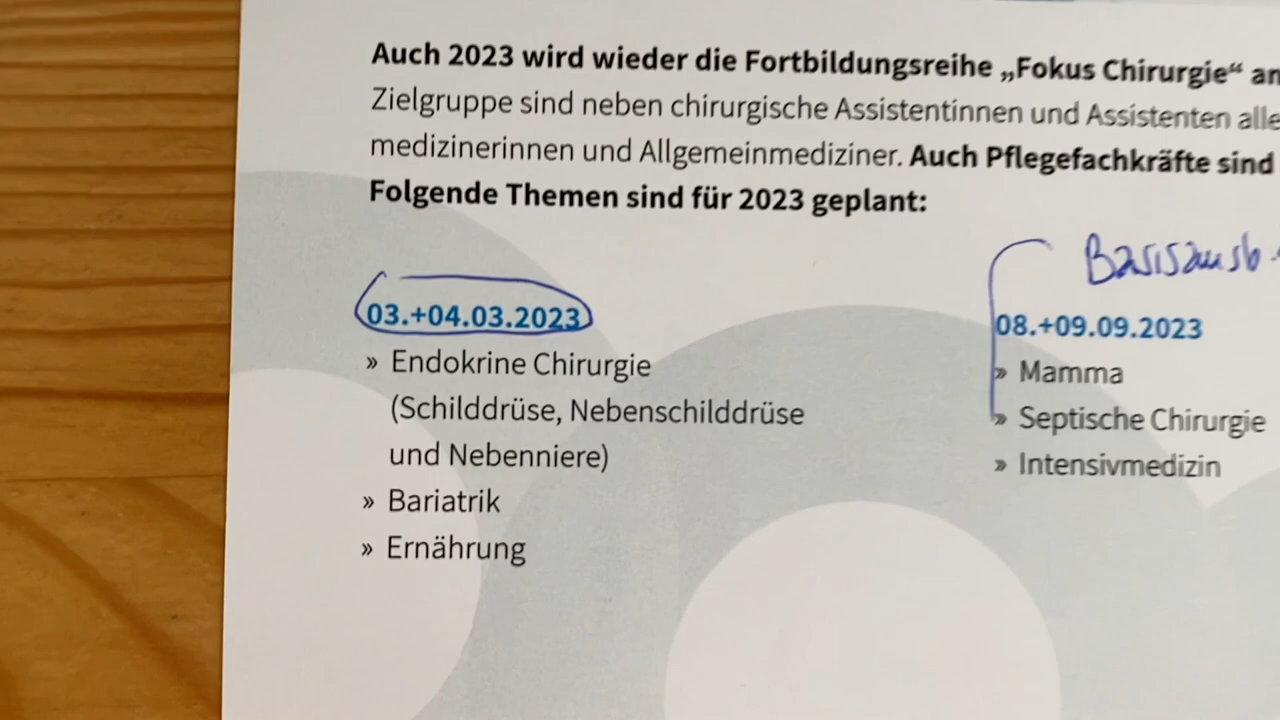 Auch 2023 wird wieder die Fortbildungsreihe „Fokus Chirurgie“ an
Zielgruppe sind neben chirurgische Assistentinnen und Assistenten alle
medizinerinnen und Allgemeinmediziner. Auch Pflegefachkräfte sind
Folgende Themen sind für 2023 geplant:
03.+04.03.2023
» Endokrine Chirurgie
(Schilddrüse, Nebenschilddrüse
und Nebenniere)
» Bariatrik
» Ernährung
Basisausb
08.+09.09.2023
» Mamma
» Septische Chirurgie
» Intensivmedizin